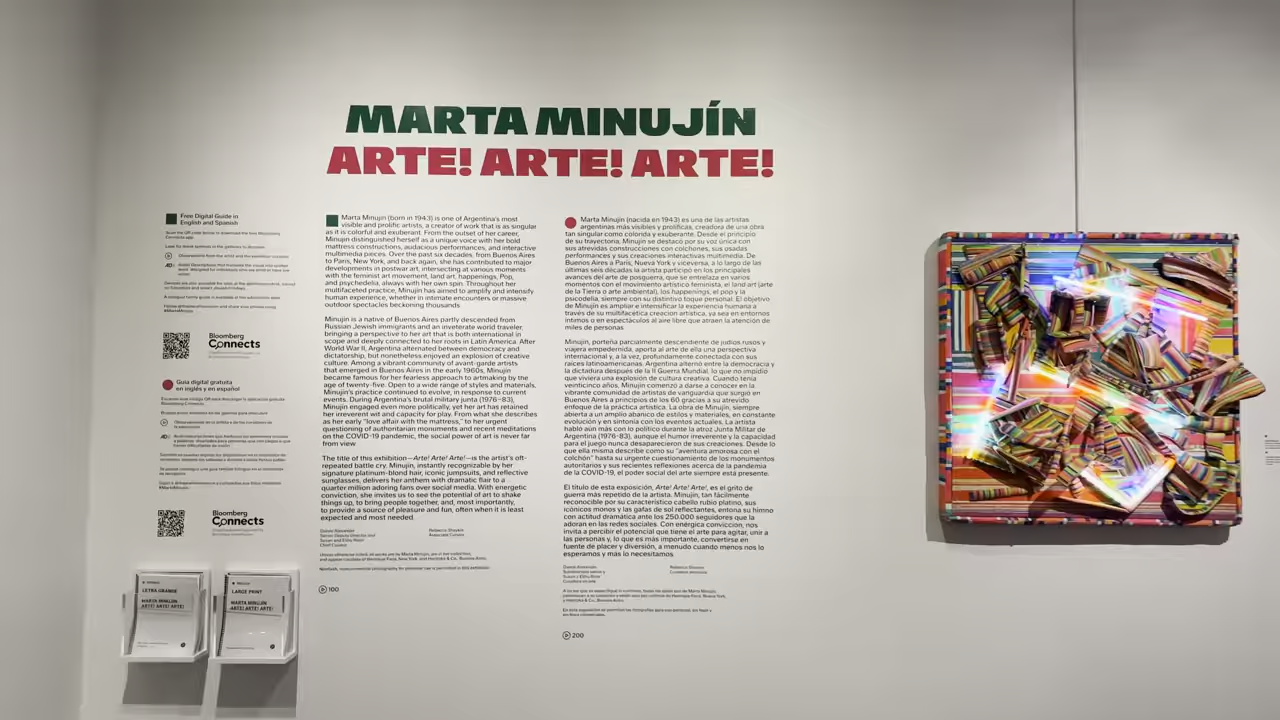 MARTA MINUJÍN
ARTE! ARTE! ARTE!
Free Digital Guide in
English and Spanish
Bloomberg
Connects
Guía digital gratuita
en inglés y en español
Bloomberg
Connects
LETRA GRANDE
MARTA MINUJÍN
ARTE! ARTE! ARTE!
LARGE PRINT
MARTA MINUJÍN
ARTE! ARTE! ARTE!
Marta Minujín (born in 1943) is one of Argentina's most
visible and prolific artists, a creator of work that is as singular
as it is colorful and exuberant. From the outset of her career,
Minujín distinguished herself as a unique voice with her bold
mattress constructions, audacious performances, and interactive
multimedia pieces. Over the past six decades, from Buenos Aires
to Paris, New York, and back again, she has contributed to major
developments in postwar art, intersecting at various moments
with the feminist art movement, land art, happenings, Pop,
and psychedelia, always with her own spin. Throughout her
multifaceted practice, Minujín has aimed to amplify and intensify
human experience, whether in intimate encounters or massive
outdoor spectacles beckoning thousands.
Minujín is a native of Buenos Aires partly descended from
Russian Jewish immigrants and an inveterate world traveler,
bringing a perspective to her art that is both international in
scope and deeply connected to her roots in Latin America. After
World War II, Argentina alternated between democracy and
dictatorship, but nonetheless enjoyed an explosion of creative
culture. Among a vibrant community of avant-garde artists
that emerged in Buenos Aires in the early 1960s, Minujín
became famous for her fearless approach to artmaking by the
age of twenty-five. Open to a wide range of styles and materials,
Minujín's practice continued to evolve, in response to current
events. During Argentina's brutal military junta (1976–83),
Minujín engaged even more politically, yet her art has retained
her irreverent wit and capacity for play. From what she describes
as her early "love affair with the mattress," to her urgent
questioning of authoritarian monuments and recent meditations
on the COVID-19 pandemic, the social power of art is never far
from view
The title of this exhibition—Arte! Arte! Arte!—is the artist's oft-
repeated battle cry. Minujín, instantly recognizable by her
signature platinum-blond hair, iconic jumpsuits, and reflective
sunglasses, delivers her anthem with dramatic flair to a
quarter million adoring fans over social media. With energetic
conviction, she invites us to see the potential of art to shake
things up, to bring people together, and, most importantly,
to provide a source of pleasure and fun, often when it is least
expected and most needed.
Darsie Alexander
Senior Deputy Director and
Susan and Elihu Rose
Chief Curator
Rebecca Shaykin
Associate Curator
100
Marta Minujín (nacida en 1943) es una de las artistas
argentinas más visibles y prolíficas, creadora de una obra
tan singular como colorida y exuberante. Desde el principio
de su trayectoria, Minujín se destacó por su voz única con
sus atrevidas construcciones con colchones, sus osadas
performances y sus creaciones interactivas multimedia. De
Buenos Aires a París, Nueva York y viceversa, a lo largo de las
últimas seis décadas la artista participó en los principales
avances del arte de posguerra, que se entrelaza en varios
momentos con el movimiento artístico feminista, el land art (arte
de la Tierra o arte ambiental), los happenings, el pop y la
psicodelia, siempre con su distintivo toque personal. El objetivo
de Minujín es ampliar e intensificar la experiencia humana a
través de su multifacética creación artística, ya sea en entornos
íntimos o en espectáculos al aire libre que atraen la atención de
miles de personas.
Minujín, porteña parcialmente descendiente de judíos rusos y
viajera empedernida, aporta al arte de ella una perspectiva
internacional y, a la vez, profundamente conectada con sus
raíces latinoamericanas. Argentina alternó entre la democracia y
la dictadura después de la II Guerra Mundial, lo que no impidió
que viviera una explosión de cultura creativa. Cuando tenía
veinticinco años, Minujín comenzó a darse a conocer en la
vibrante comunidad de artistas de vanguardia que surgió en
Buenos Aires a principios de los 60 gracias a su atrevido
enfoque de la práctica artística. La obra de Minujín, siempre
abierta a un amplio abanico de estilos y materiales, en constante
evolución y en sintonía con los eventos actuales. La artista
habló aún más con lo político durante la atroz Junta Militar de
Argentina (1976-83), aunque el humor irreverente y la capacidad
para el juego nunca desaparecieron de sus creaciones. Desde lo
que ella misma describe como su "aventura amorosa con el
colchón" hasta su urgente cuestionamiento de los monumentos
autoritarios y sus recientes reflexiones acerca de la pandemia
de la COVID-19, el poder social del arte siempre está presente.
El título de esta exposición, Arte! Arte! Arte!, es el grito de
guerra más repetido de la artista. Minujín, tan fácilmente
reconocible por su característico cabello rubio platino, sus
icónicos monos y las gafas de sol reflectantes, entona su himno
con actitud dramática ante los 250.000 seguidores que la
adoran en las redes sociales. Con enérgica convicción, nos
invita a percibir el potencial que tiene el arte para agitar, unir a
las personas y, lo que es más importante, convertirse en
fuente de placer y diversión, a menudo cuando menos nos lo
esperamos y más lo necesitamos.
200